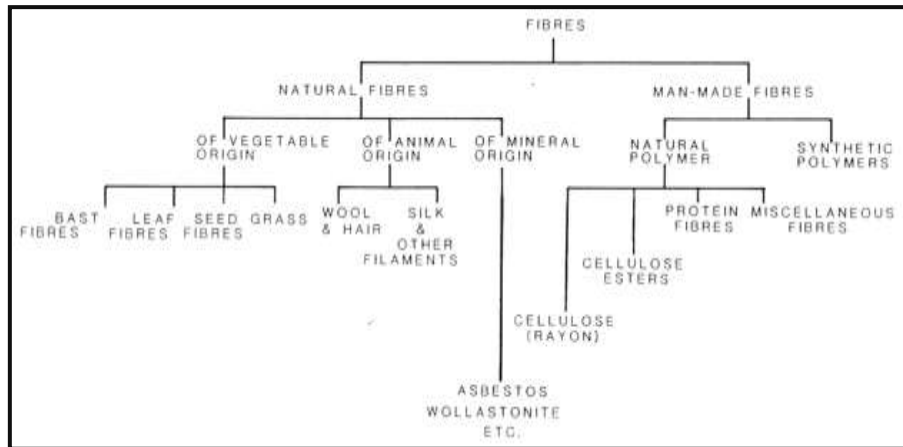 FIBRES
NATURAL FIBRES
MAN-MADE FIBRES
OF VEGETABLE
ORIGIN
OF ANIMAL
ORIGIN
OF MINERAL
ORIGIN
NATURAL
POLYMER
SYNTHETIC
POLYMERS
BAST
FIBRES
LEAF
FIBRES
SEED
FIBRES
GRASS
WOOL
& HAIR
SILK
&
OTHER
FILAMENTS
PROTEIN
FIBRES
MISCELLANEOUS
FIBRES
CELLULOSE
ESTERS
CELLULOSE
(RAYON)
ASBESTOS
WOLLASTONITE
ETC.